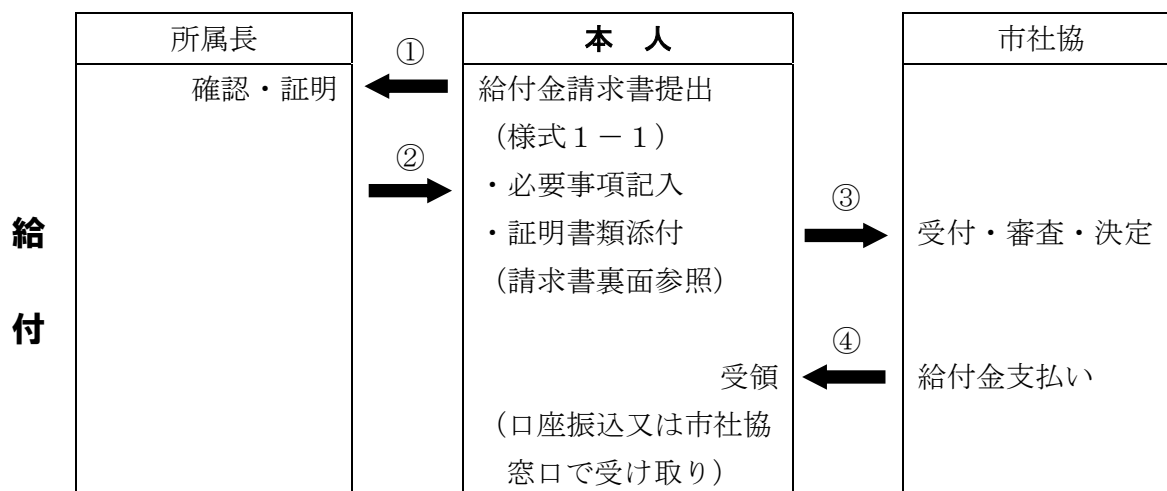 所属長
本 人
市社協
①
確認・証明
給付金請求書提出
(様式1-1)
②
・必要事項記入
③
・証明書類添付
受付・審査・決定
(請求書裏面参照)
給付
④
受領
給付金支払い
(口座振込又は市社協
窓口で受け取り)